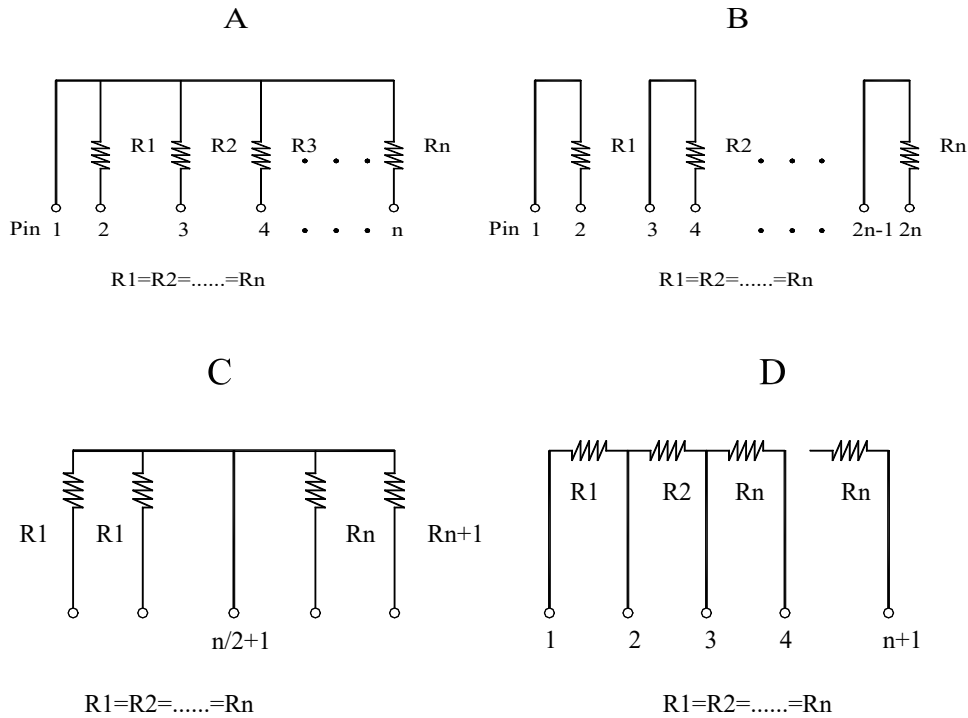 A
B
R1 R2 R3 Rn
R1 R2 Rn
Pin 1 2 3 4 n
Pin 1 2 3 4 2n-1 2n
R1=R2=......=Rn
R1=R2=......=Rn
C
D
R1 R1 Rn Rn+1
R1 R2 Rn Rn
n/2+1
1 2 3 4 n+1
R1=R2=......=Rn
R1=R2=......=Rn